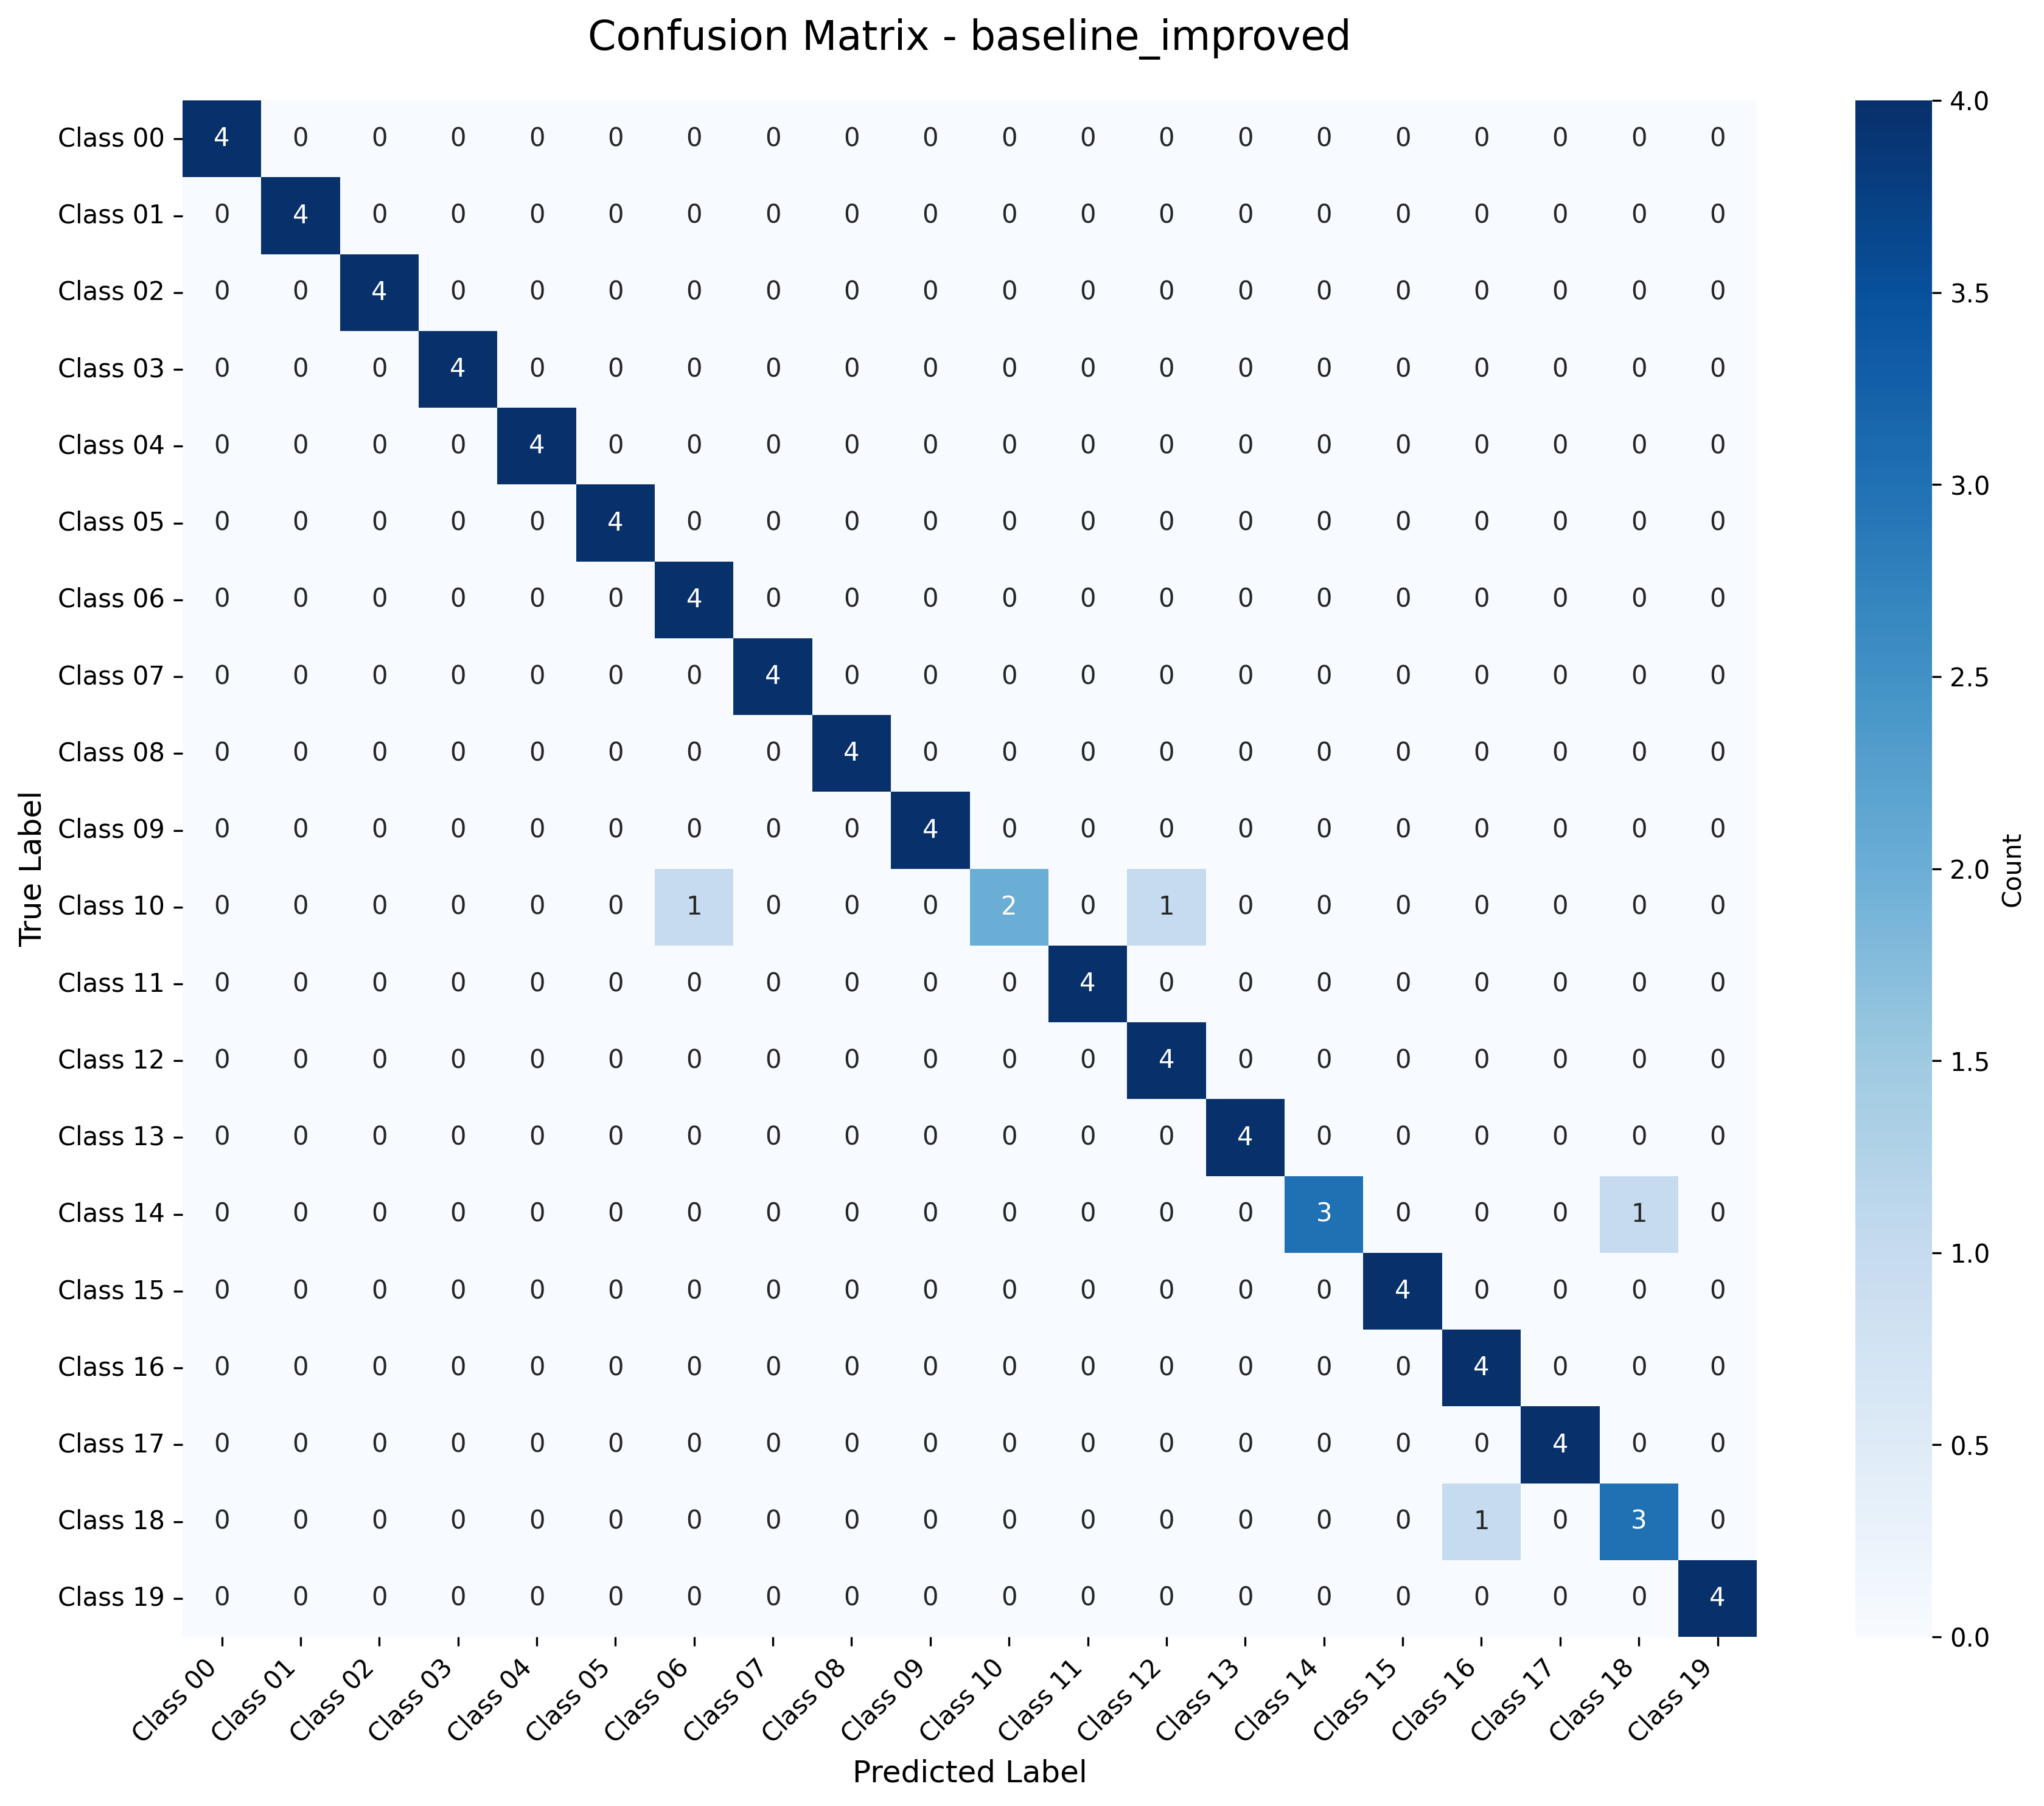 Confusion Matrix - baseline_improved
Class 00 4 0 0 0 0 0 0 0 0 0 0 0 0 0 0 0 0 0 0 0
Class 01 0 4 0 0 0 0 0 0 0 0 0 0 0 0 0 0 0 0 0 0
Class 02 0 0 4 0 0 0 0 0 0 0 0 0 0 0 0 0 0 0 0 0
Class 03 0 0 0 4 0 0 0 0 0 0 0 0 0 0 0 0 0 0 0 0
Class 04 0 0 0 0 4 0 0 0 0 0 0 0 0 0 0 0 0 0 0 0
Class 05 0 0 0 0 0 4 0 0 0 0 0 0 0 0 0 0 0 0 0 0
Class 06 0 0 0 0 0 0 4 0 0 0 0 0 0 0 0 0 0 0 0 0
Class 07 0 0 0 0 0 0 0 4 0 0 0 0 0 0 0 0 0 0 0 0
Class 08 0 0 0 0 0 0 0 0 4 0 0 0 0 0 0 0 0 0 0 0
Class 09 0 0 0 0 0 0 0 0 0 4 0 0 0 0 0 0 0 0 0 0
Class 10 0 0 0 0 0 0 1 0 0 0 2 0 1 0 0 0 0 0 0 0
Class 11 0 0 0 0 0 0 0 0 0 0 0 4 0 0 0 0 0 0 0 0
Class 12 0 0 0 0 0 0 0 0 0 0 0 0 4 0 0 0 0 0 0 0
Class 13 0 0 0 0 0 0 0 0 0 0 0 0 0 4 0 0 0 0 0 0
Class 14 0 0 0 0 0 0 0 0 0 0 0 0 0 0 3 0 0 0 1 0
Class 15 0 0 0 0 0 0 0 0 0 0 0 0 0 0 0 4 0 0 0 0
Class 16 0 0 0 0 0 0 0 0 0 0 0 0 0 0 0 0 4 0 0 0
Class 17 0 0 0 0 0 0 0 0 0 0 0 0 0 0 0 0 0 4 0 0
Class 18 0 0 0 0 0 0 0 0 0 0 0 0 0 0 0 0 1 0 3 0
Class 19 0 0 0 0 0 0 0 0 0 0 0 0 0 0 0 0 0 0 0 4
True Label
Class 00 Class 01 Class 02 Class 03 Class 04 Class 05 Class 06 Class 07 Class 08 Class 09 Class 10 Class 11 Class 12 Class 13 Class 14 Class 15 Class 16 Class 17 Class 18 Class 19
Predicted Label
4.0
3.5
3.0
2.5
2.0
1.5
1.0
0.5
0.0
Count